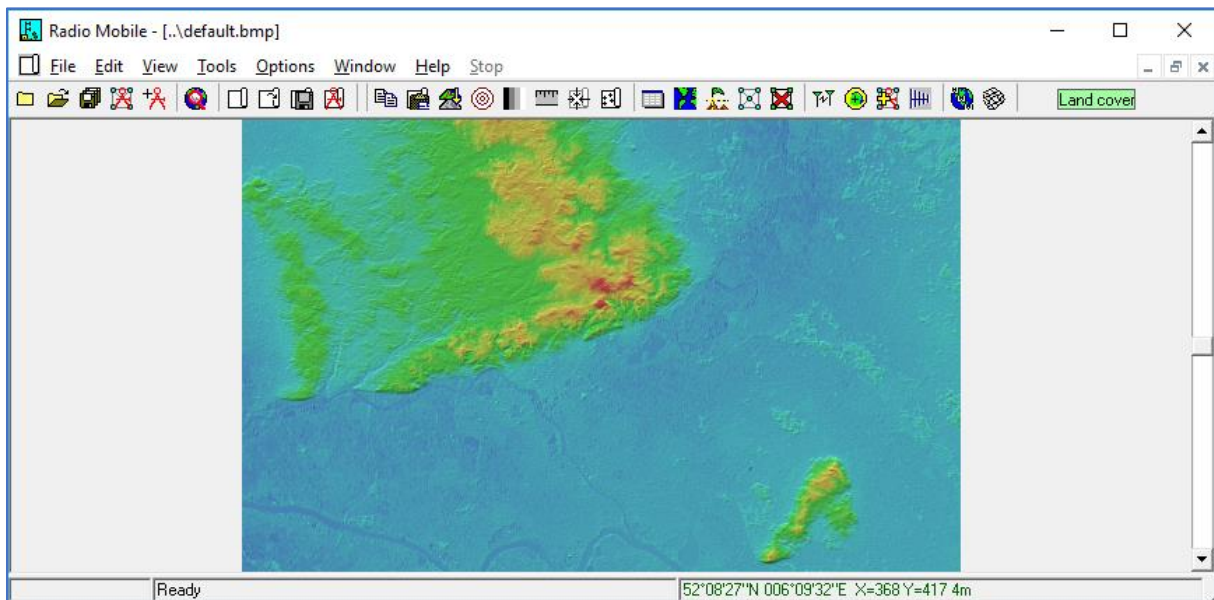 Radio Mobile - [..\default.bmp]
File Edit View Tools Options Window Help Stop
Land cover
Ready
52°08'27"N 006°09'32"E X=368 Y=417 4m